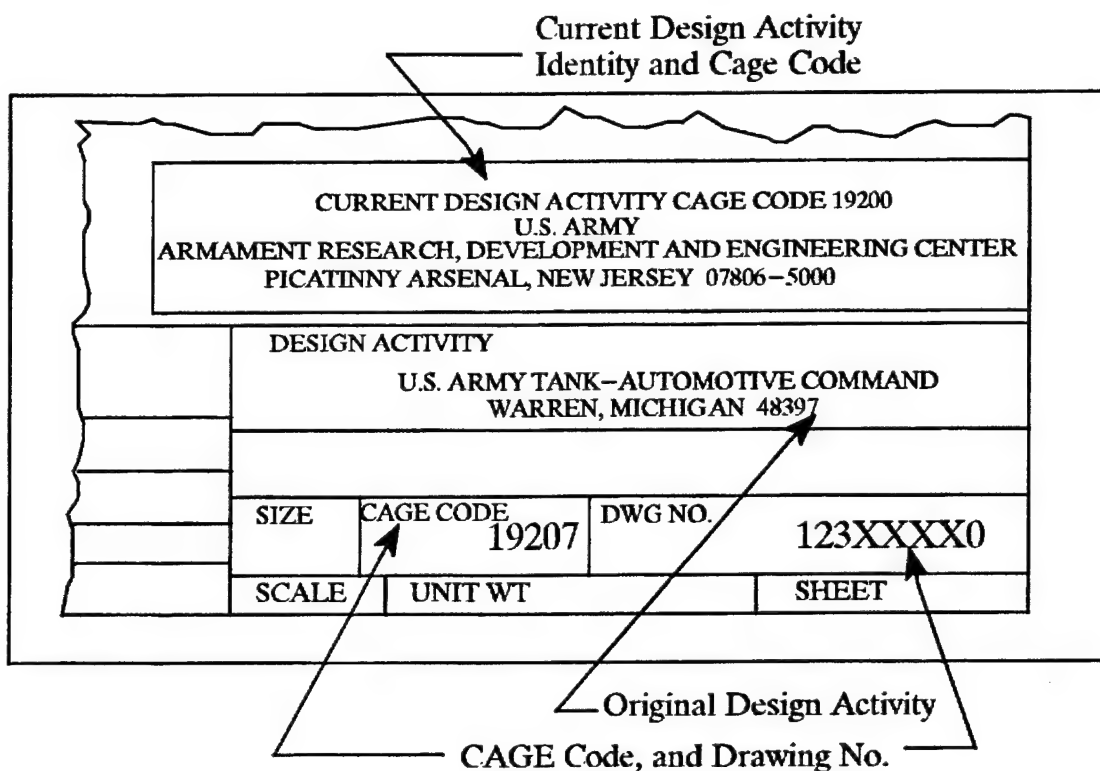 Current Design Activity
Identity and Cage Code
CURRENT DESIGN ACTIVITY CAGE CODE 19200
U.S. ARMY
ARMAMENT RESEARCH, DEVELOPMENT AND ENGINEERING CENTER
PICATINNY ARSENAL, NEW JERSEY 07806-5000
DESIGN ACTIVITY
U.S. ARMY TANK-AUTOMOTIVE COMMAND
WARREN, MICHIGAN 48397
SIZE CAGE CODE DWG NO.
19207 123XXXX0
SCALE UNIT WT SHEET
Original Design Activity
CAGE Code, and Drawing No.